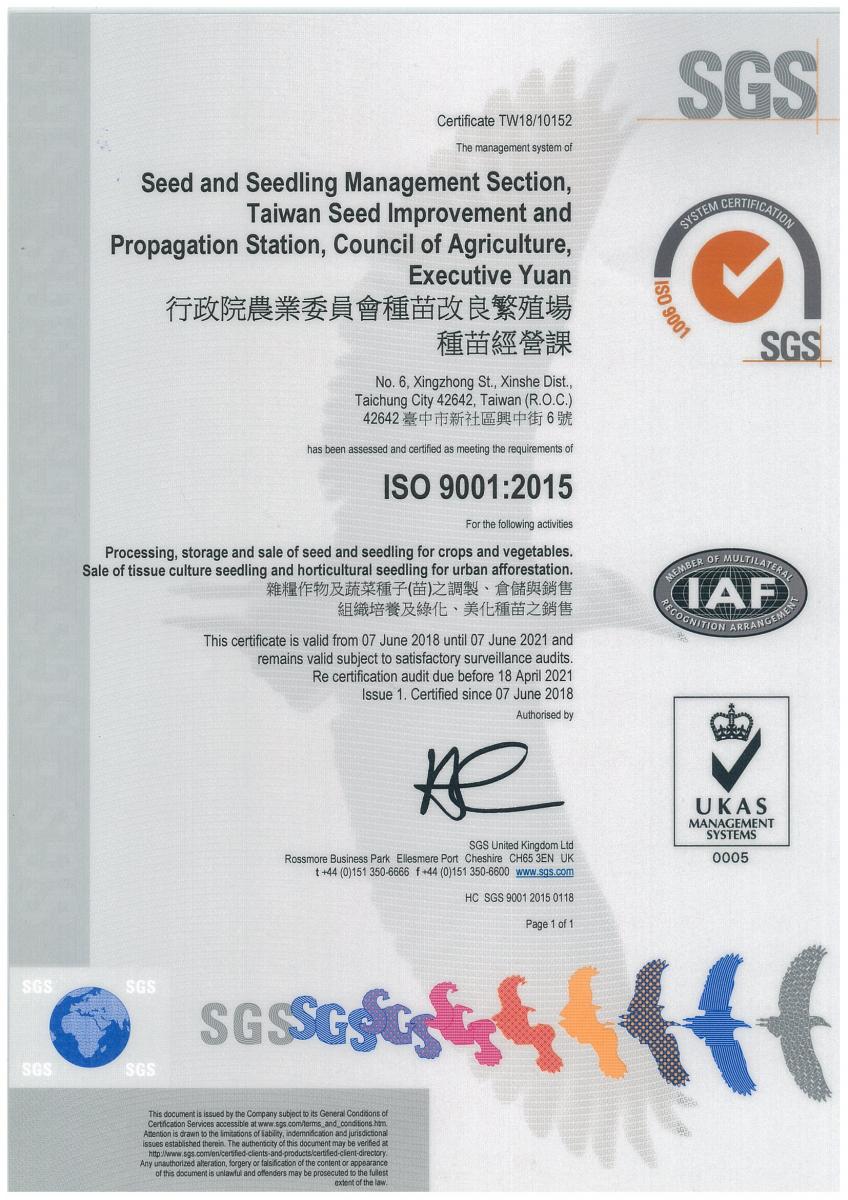 SGS
Certificate TW18/10152
The management system of
Seed and Seedling Management Section,
Taiwan Seed Improvement and
Propagation Station, Council of Agriculture,
Executive Yuan
行政院農業委員會種苗改良繁殖場
種苗經營課
No. 6, Xingzhong St., Xinshe Dist.,
Taichung City 42642, Taiwan (R.O.C.)
42642 臺中市新社區興中街 6 號
has been assessed and certified as meeting the requirements of
ISO 9001:2015
For the following activities
Processing, storage and sale of seed and seedling for crops and vegetables.
Sale of tissue culture seedling and horticultural seedling for urban afforestation.
雜糧作物及蔬菜種子(苗)之調製、倉儲與銷售
組織培養及綠化、美化種苗之銷售
This certificate is valid from 07 June 2018 until 07 June 2021 and
remains valid subject to satisfactory surveillance audits.
Re certification audit due before 18 April 2021
Issue 1. Certified since 07 June 2018
Authorised by
SGS United Kingdom Ltd
Rossmore Business Park Ellesmere Port Cheshire CH65 3EN UK
t +44 (0)151 350-6666 f +44 (0)151 350-6600 www.sgs.com
HC SGS 9001 2015 0118
Page 1 of 1
SYSTEM CERTIFICATION
ISO 9001
SGS
MEMBER OF MULTILATERAL
IAF
RECOGNITION ARRANGEMENT
UKAS
MANAGEMENT
SYSTEMS
0005
SGS SGS
SGS SGS
SGS SGS SGS
This document is issued by the Company subject to its General Conditions of
Certification Services accessible at www.sgs.com/terms_and_conditions.htm.
Attention is drawn to the limitations of liability, indemnification and jurisdictional
issues established therein. The authenticity of this document may be verified at
http://www.sgs.com/en/certified-clients-and-products/certified-client-directory.
Any unauthorized alteration, forgery or falsification of the content or appearance
of this document is unlawful and offenders may be prosecuted to the fullest
extent of the law.